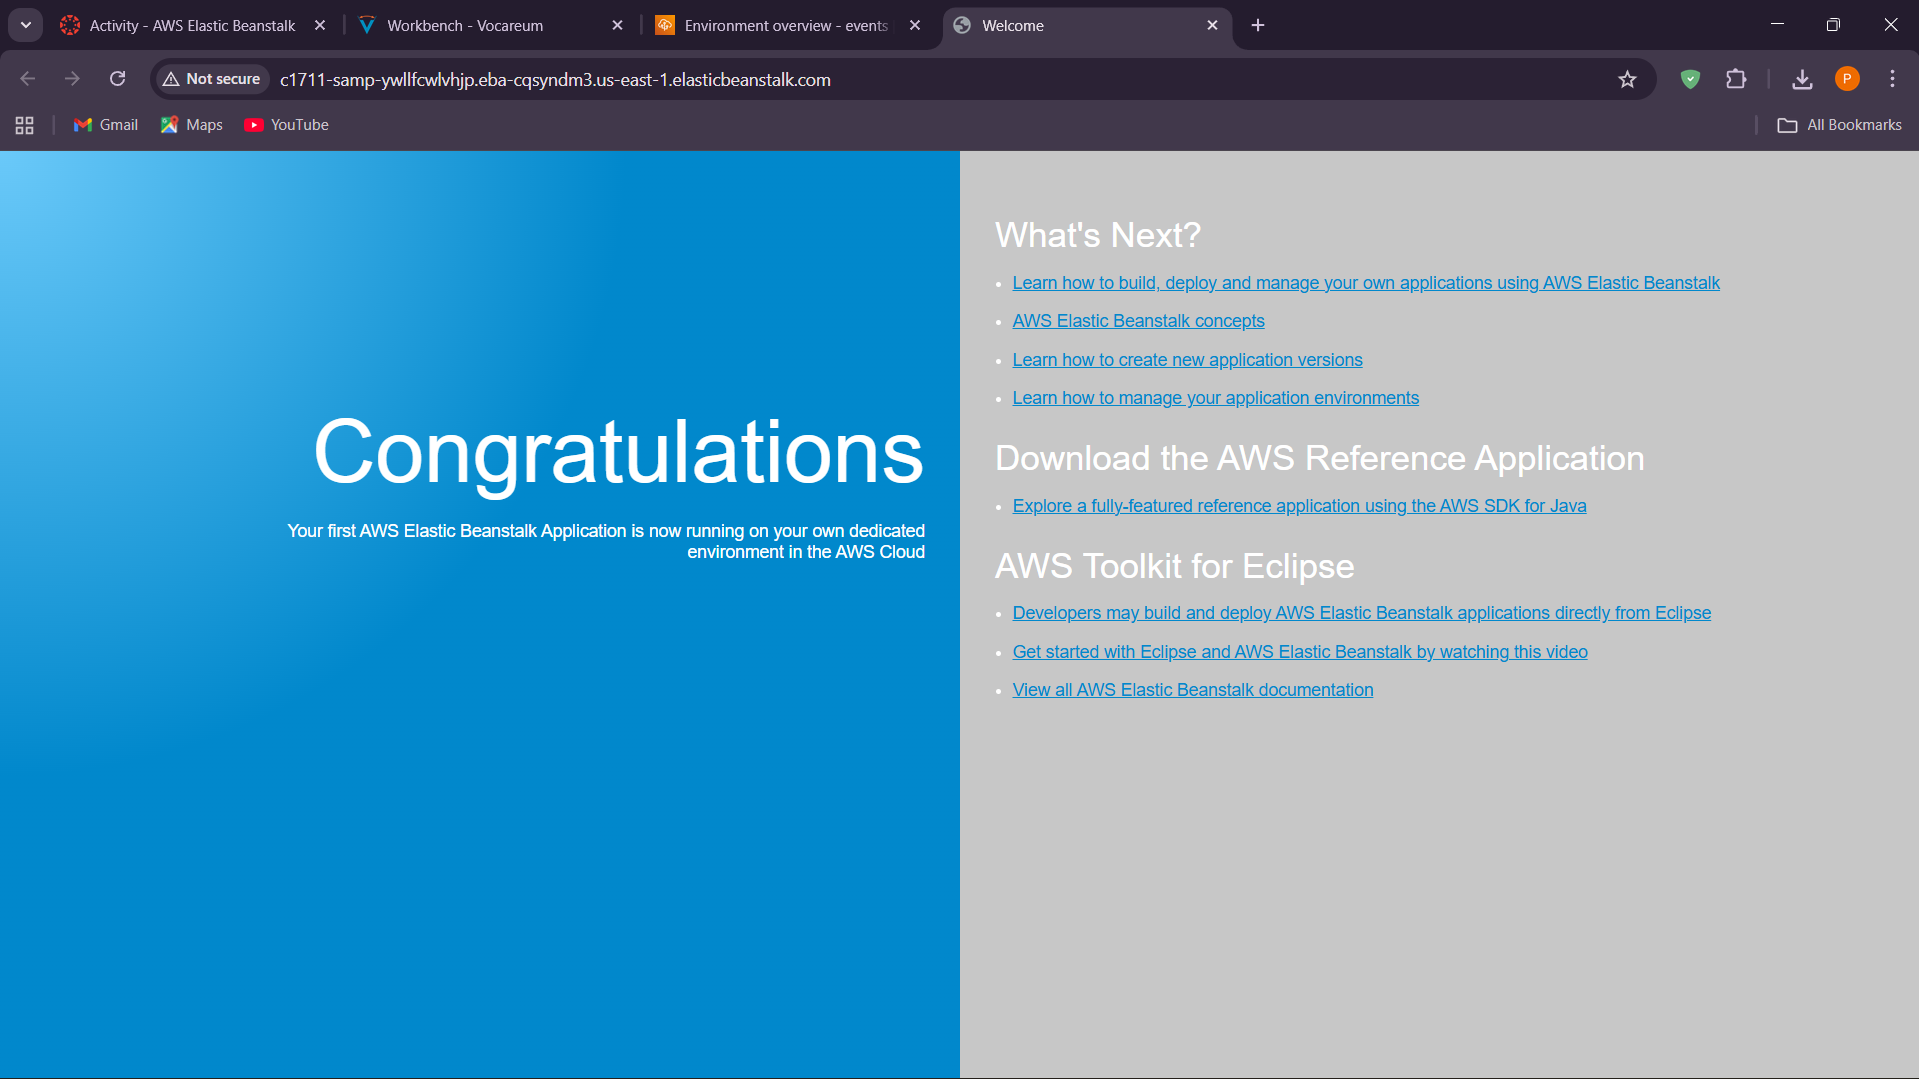 Activity - AWS Elastic Beanstalk
Workbench - Vocareum
Environment overview - events
Welcome
Not secure
c1711-samp-ywllfcwlvhjp.eba-cqsyndm3.us-east-1.elasticbeanstalk.com
P
Gmail
Maps
YouTube
All Bookmarks
Congratulations
Your first AWS Elastic Beanstalk Application is now running on your own dedicated
environment in the AWS Cloud
What's Next?
Learn how to build, deploy and manage your own applications using AWS Elastic Beanstalk
AWS Elastic Beanstalk concepts
Learn how to create new application versions
Learn how to manage your application environments
Download the AWS Reference Application
Explore a fully-featured reference application using the AWS SDK for Java
AWS Toolkit for Eclipse
Developers may build and deploy AWS Elastic Beanstalk applications directly from Eclipse
Get started with Eclipse and AWS Elastic Beanstalk by watching this video
View all AWS Elastic Beanstalk documentation